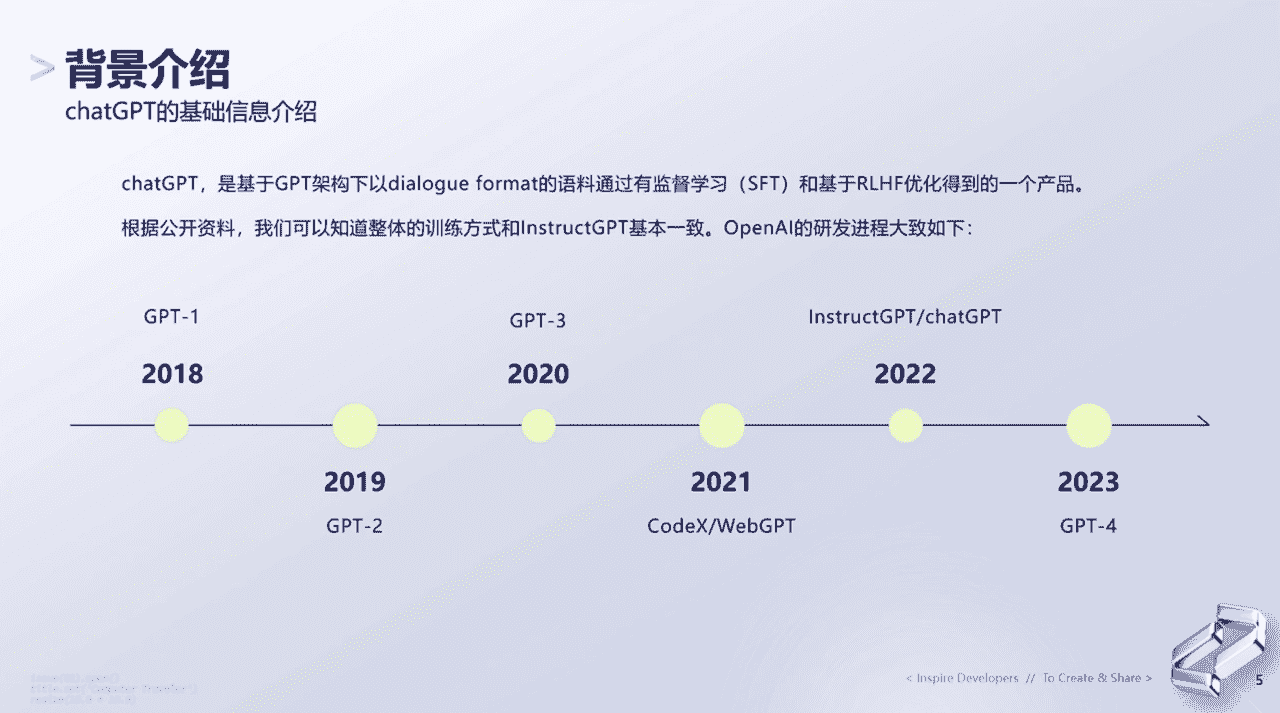 > 背景介绍
chatGPT的基础信息介绍
chatGPT，是基于GPT架构下以dialogue format的语料通过有监督学习（SFT）和基于RLHF优化得到的一个产品。
根据公开资料，我们可以知道整体的训练方式和InstructGPT基本一致。OpenAI的研发进程大致如下：
GPT-1
GPT-3
InstructGPT/chatGPT
2018
2020
2022
2019
2021
2023
GPT-2
CodeX/WebGPT
GPT-4
< Inspire Developers // To Create & Share >
5